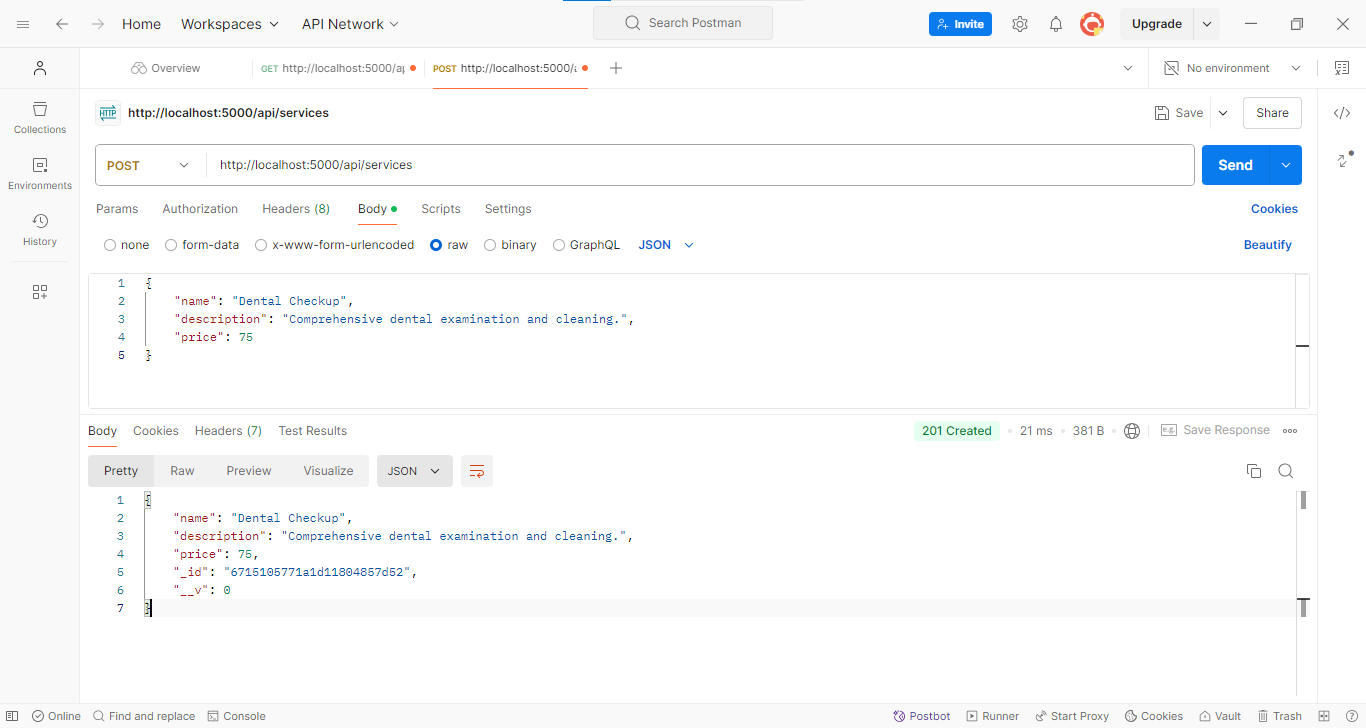 Home Workspaces API Network Search Postman Invite Upgrade
Overview GET http://localhost:5000/ap POST http://localhost:5000/a No environment
HTTP http://localhost:5000/api/services Save Share
Collections
Environments
History
POST http://localhost:5000/api/services Send
Params Authorization Headers (8) Body Scripts Settings Cookies
none form-data x-www-form-urlencoded raw binary GraphQL JSON Beautify
1 {
2 "name": "Dental Checkup",
3 "description": "Comprehensive dental examination and cleaning.",
4 "price": 75
5 }
Body Cookies Headers (7) Test Results 201 Created 21 ms 381 B e.g. Save Response
Pretty Raw Preview Visualize JSON
1 {
2 "name": "Dental Checkup",
3 "description": "Comprehensive dental examination and cleaning.",
4 "price": 75,
5 "_id": "6715105771a1d11804857d52",
6 "__v": 0
7 }
Online Find and replace Console Postbot Runner Start Proxy Cookies Vault Trash